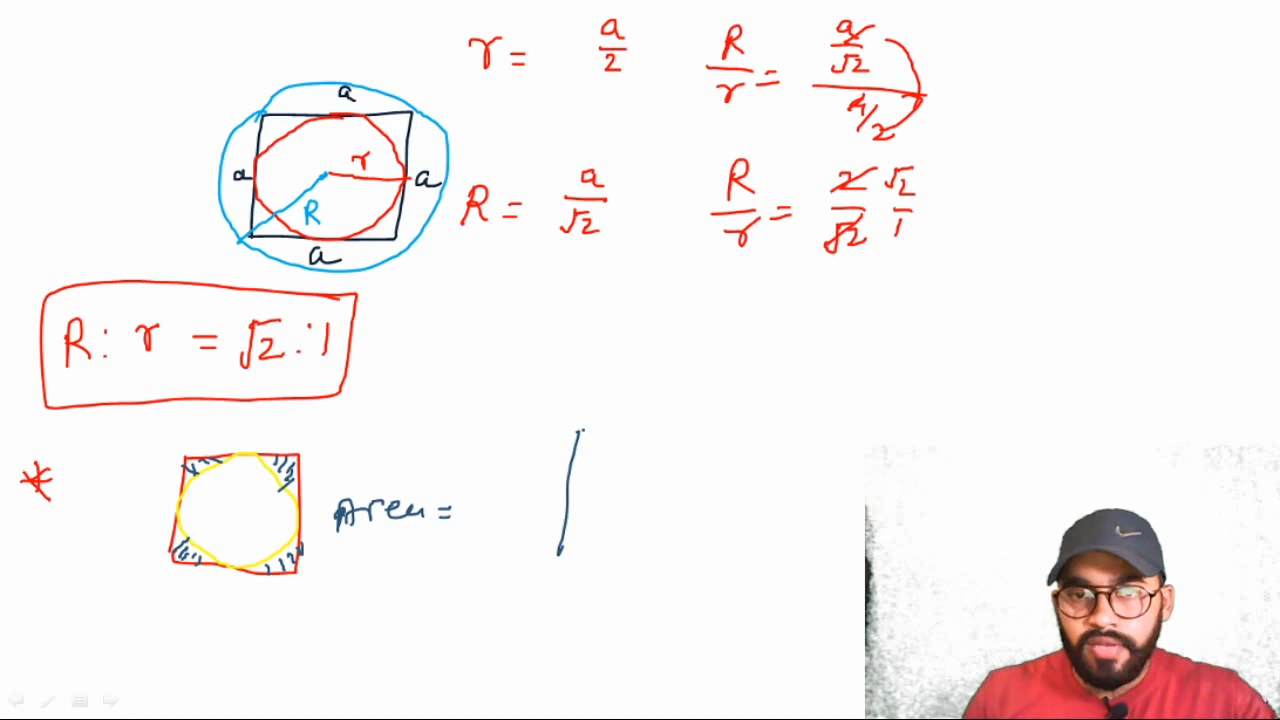 r = a/2
R/r = a/√2 / a/2
a
a r a
R
a
R = a/√2
R/r = 2/√2 √2/1
R : r = √2 : 1
* Area =